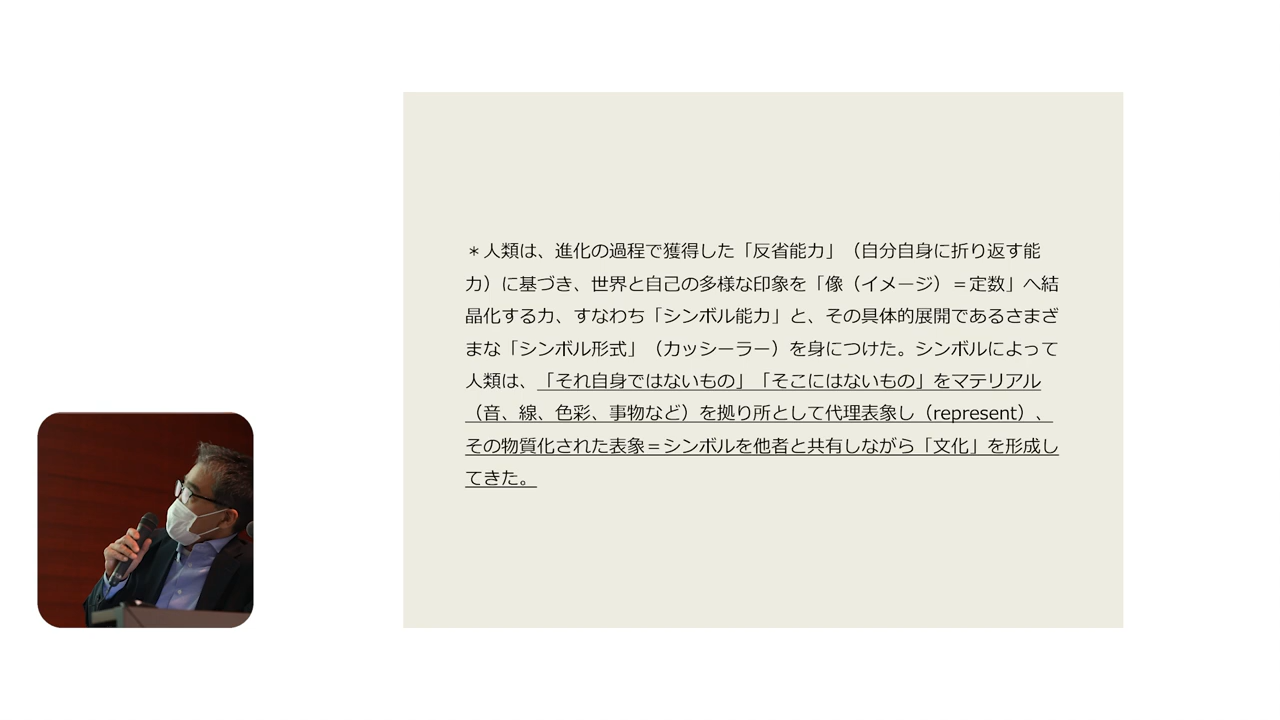 ＊人類は、進化の過程で獲得した「反省能力」（自分自身に折り返す能
力）に基づき、世界と自己の多様な印象を「像（イメージ）＝定数」へ結
晶化する力、すなわち「シンボル能力」と、その具体的展開であるさまざ
まな「シンボル形式」（カッシーラー）を身につけた。シンボルによって
人類は、「それ自身ではないもの」「そこにはないもの」をマテリアル
（音、線、色彩、事物など）を拠り所として代理表象し（represent）、
その物質化された表象＝シンボルを他者と共有しながら「文化」を形成し
てきた。